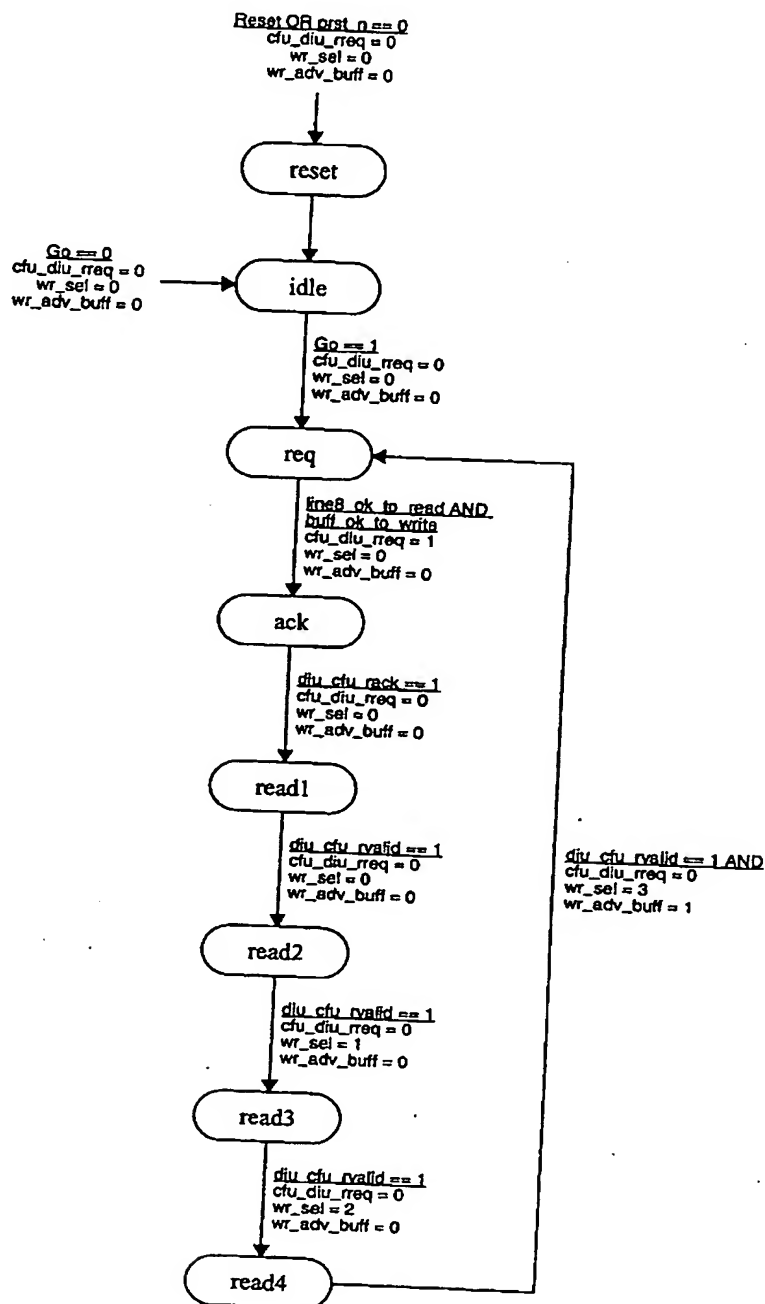 Reset OR prst_n == 0
cfu_diu_rreq = 0
wr_sel = 0
wr_adv_buff = 0
reset
Go == 0
cfu_diu_rreq = 0
wr_sel = 0
wr_adv_buff = 0
idle
Go == 1
cfu_diu_rreq = 0
wr_sel = 0
wr_adv_buff = 0
req
line8_ok_to_read AND
buff_ok_to_write
cfu_diu_rreq = 1
wr_sel = 0
wr_adv_buff = 0
ack
diu_cfu_rack == 1
cfu_diu_rreq = 0
wr_sel = 0
wr_adv_buff = 0
read1
diu_cfu_rvalid == 1
cfu_diu_rreq = 0
wr_sel = 0
wr_adv_buff = 0
diu_cfu_rvalid == 1 AND
cfu_diu_rreq = 0
wr_sel = 3
wr_adv_buff = 1
read2
diu_cfu_rvalid == 1
cfu_diu_rreq = 0
wr_sel = 1
wr_adv_buff = 0
read3
diu_cfu_rvalid == 1
cfu_diu_rreq = 0
wr_sel = 2
wr_adv_buff = 0
read4